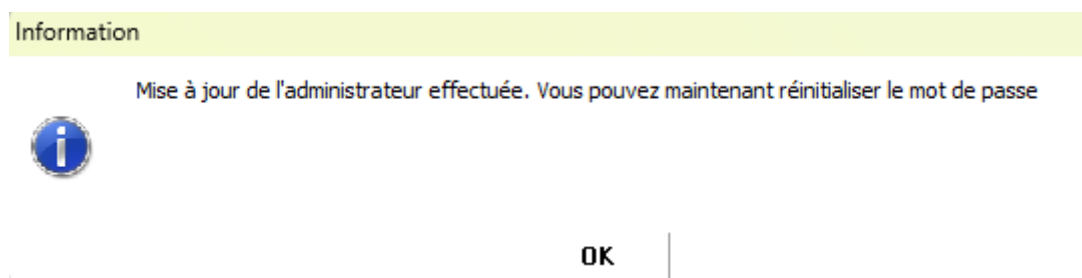 Information
Mise à jour de l'administrateur effectuée. Vous pouvez maintenant réinitialiser le mot de passe
OK